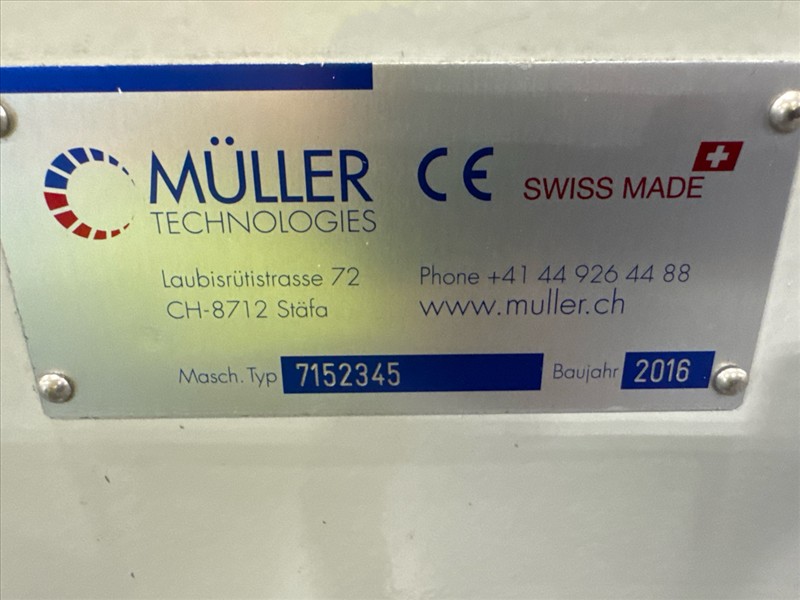 MÜLLER
TECHNOLOGIES
CE
SWISS MADE
Laubisrütistrasse 72
CH-8712 Stäfa
Phone +41 44 926 44 88
www.muller.ch
Masch. Typ 7152345
Baujahr 2016